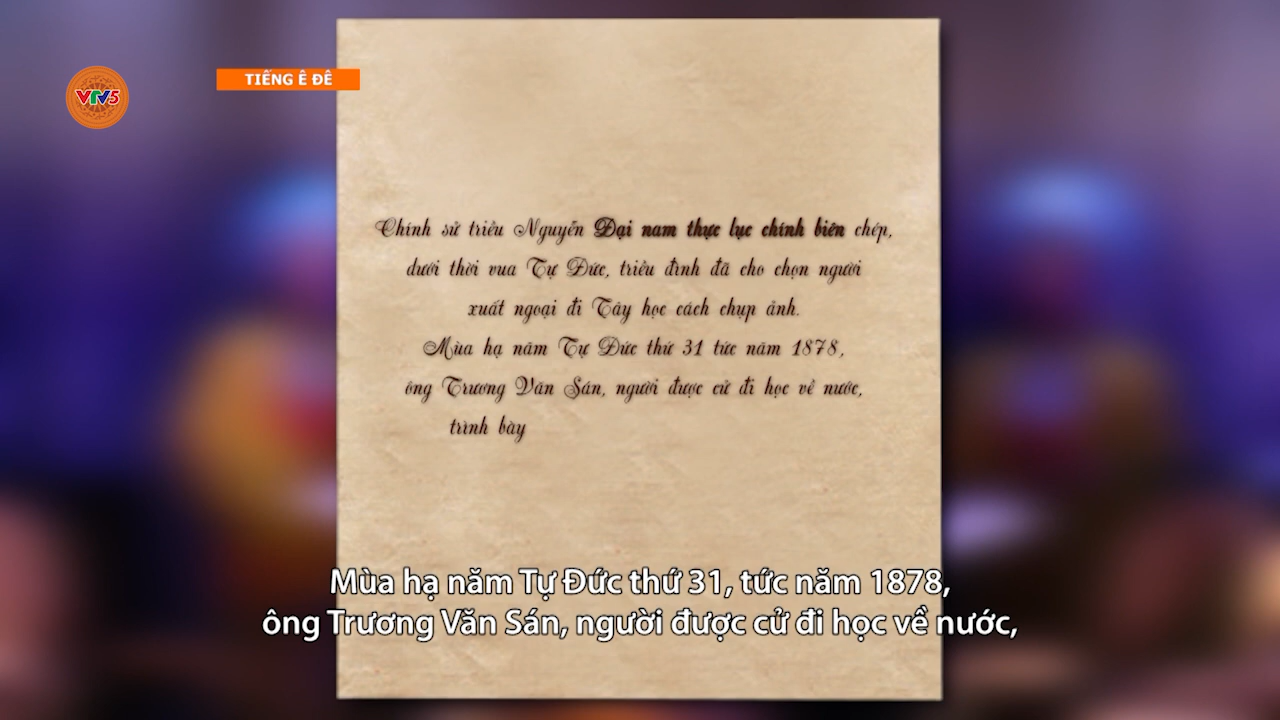 TIẾNG Ê ĐÊ
VTV5
Chính sử triều Nguyễn Đại nam thực lục chính biên chép,
dưới thời vua Tự Đức, triều đình đã cho chọn người
xuất ngoại đi Tây học cách chụp ảnh.
Mùa hạ năm Tự Đức thứ 31 tức năm 1878,
ông Trương Văn Sán, người được cử đi học về nước,
trình bày
Mùa hạ năm Tự Đức thứ 31, tức năm 1878,
ông Trương Văn Sán, người được cử đi học về nước,